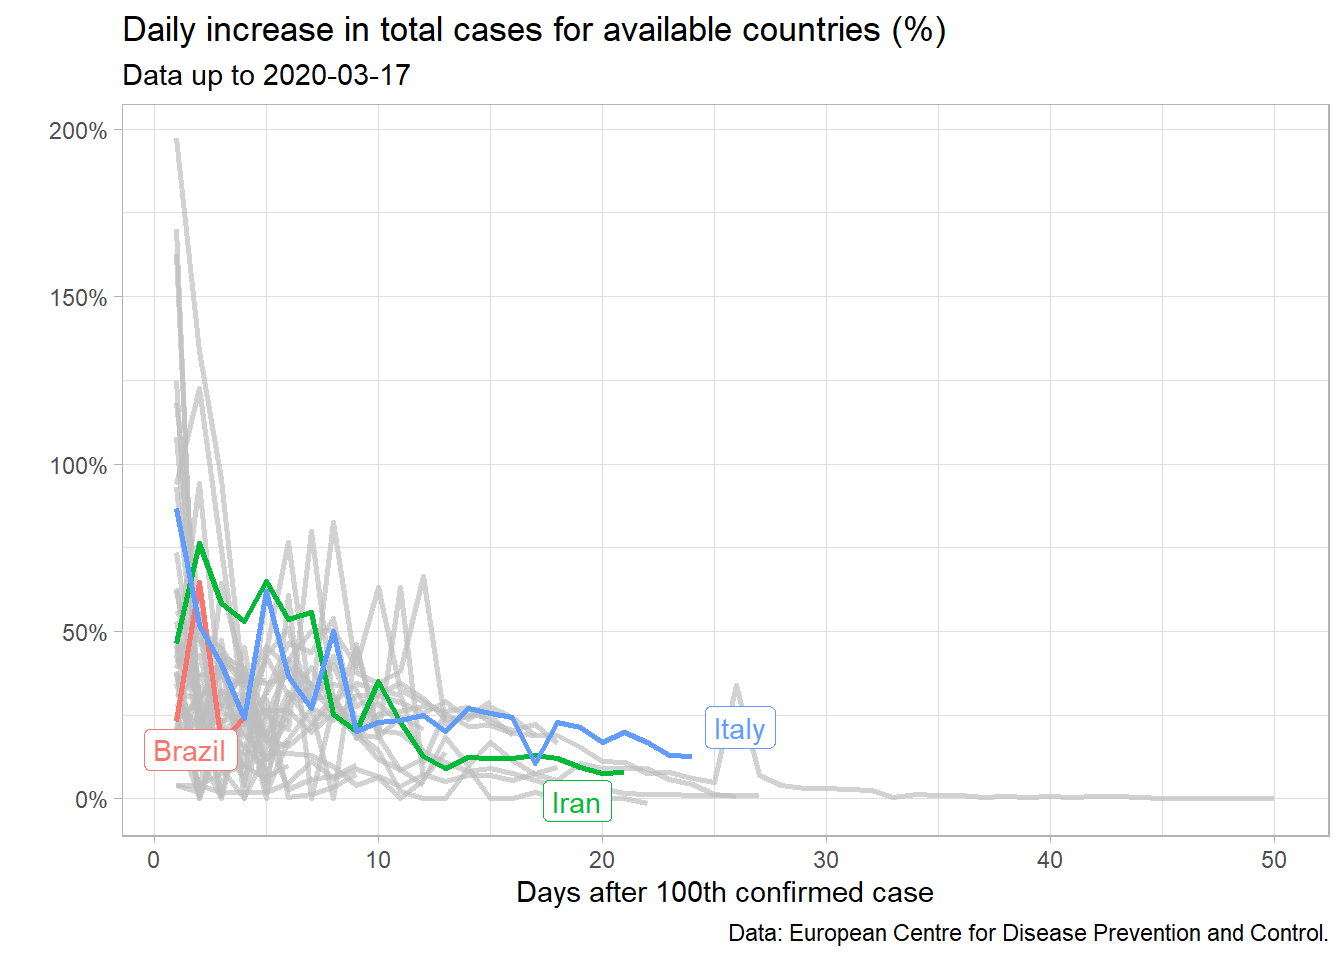 Daily increase in total cases for available countries (%)
Data up to 2020-03-17
200%
150%
100%
50%
0%
Italy
Brazil
Iran
0 10 20 30 40 50
Days after 100th confirmed case
Data: European Centre for Disease Prevention and Control.